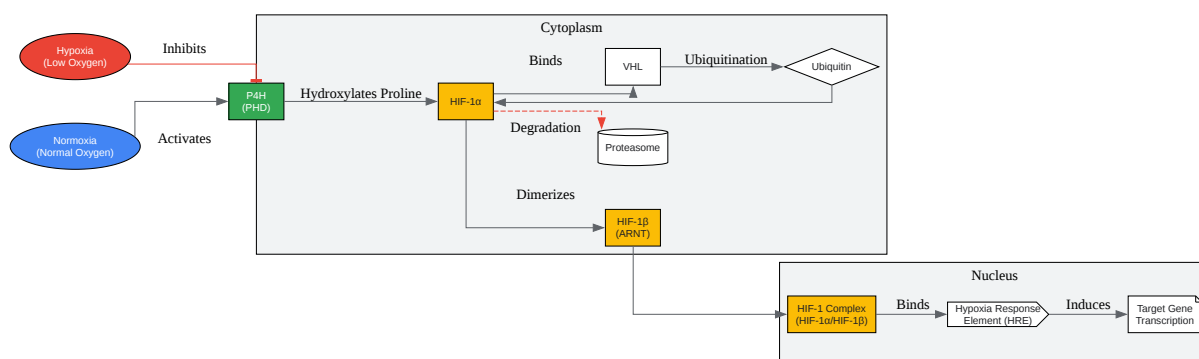 Cytoplasm
Hypoxia
(Low Oxygen)
Inhibits
Binds
VHL
Ubiquitination
Ubiquitin
P4H
(PHD)
Hydroxylates Proline
HIF-1α
Normoxia
(Normal Oxygen)
Activates
Degradation
Proteasome
Dimerizes
HIF-1β
(ARNT)
Nucleus
HIF-1 Complex
(HIF-1α/HIF-1β)
Binds
Hypoxia Response
Element (HRE)
Induces
Target Gene
Transcription